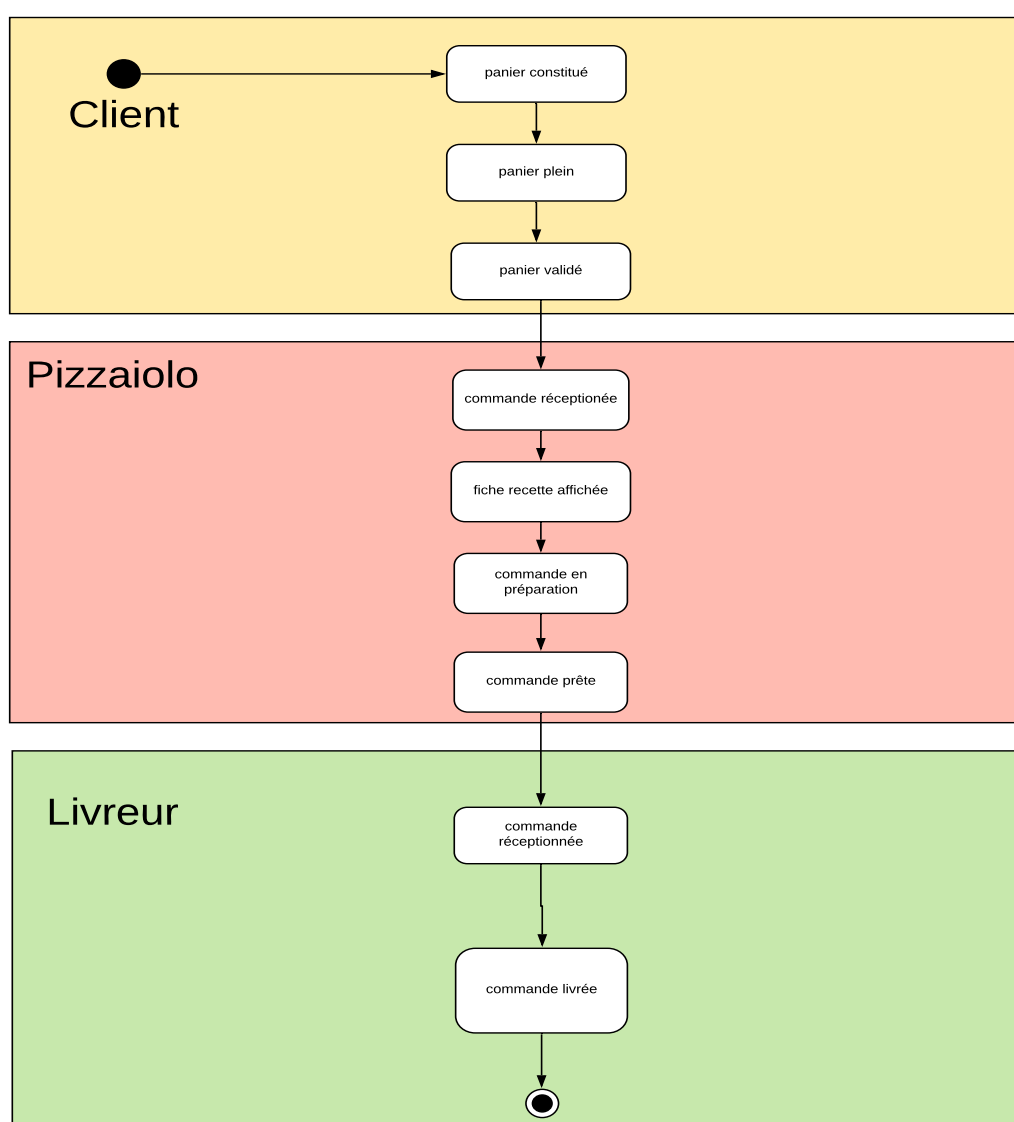 panier constitué
Client
panier plein
panier validé
Pizzaiolo
commande réceptionée
fiche recette affichée
commande en
préparation
commande prête
Livreur
commande
réceptionnée
commande livrée